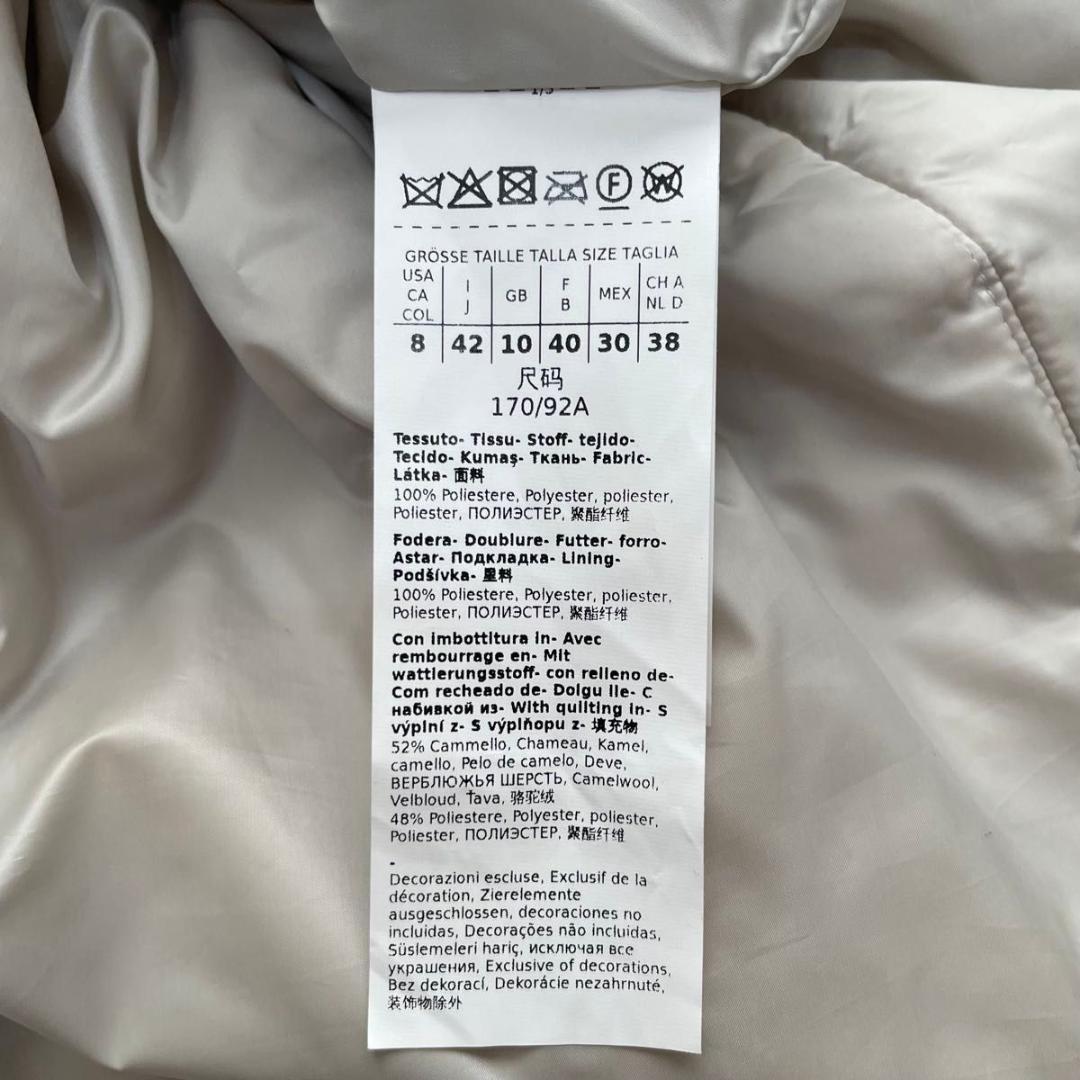 1/5
F W
GRÖSSE TAILLE TALLA SIZE TAGLIA
USA CA COL I J GB F B MEX CH A NL D
8 42 10 40 30 38
尺码
170/92A
Tessuto- Tissu- Stoff- tejido-
Tecido- Kumaş- Ткань- Fabric-
Látka- 面料
100% Poliestere, Polyester, poliester,
Poliester, ПОЛИЭСТЕР, 聚酯纤维
Fodera- Doublure- Futter- forro-
Astar- Подкладка- Lining-
Podšívka- 里料
100% Poliestere, Polyester, poliester,
Poliester, ПОЛИЭСТЕР, 聚酯纤维
Con imbottitura in- Avec
rembourrage en- Mit
wattierungsstoff- con relleno de-
Com recheado de- Dolgu ile- С
набивкой из- With quilting in- S
výplní z- S výplňopu z- 填充物
52% Cammello, Chameau, Kamel,
camello, Pelo de camelo, Deve,
ВЕРБЛЮЖЬЯ ШЕРСТЬ, Camelwool,
Velbloud, Ťava, 骆驼绒
48% Poliestere, Polyester, poliester,
Poliester, ПОЛИЭСТЕР, 聚酯纤维
-
Decorazioni escluse, Exclusif de la
décoration, Zierelemente
ausgeschlossen, decoraciones no
incluidas, Decorações não incluidas,
Süslemeleri hariç, исключая все
украшения, Exclusive of decorations,
Bez dekorací, Dekorácie nezahrnuté,
装饰物除外